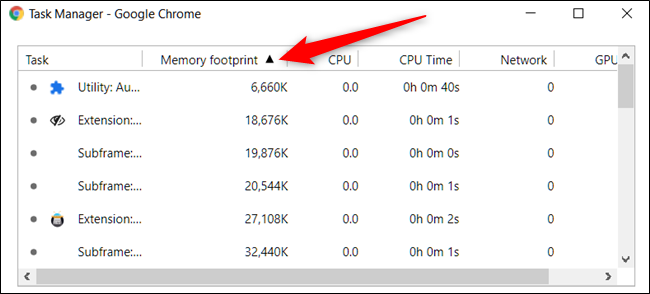 Task Manager - Google Chrome
Task Memory footprint ▲ CPU CPU Time Network GPU
Utility: Au... 6,660K 0.0 0h 0m 40s 0
Extension:... 18,676K 0.0 0h 0m 1s 0
Subframe:... 19,876K 0.0 0h 0m 0s 0
Subframe:... 20,544K 0.0 0h 0m 1s 0
Extension:... 27,108K 0.0 0h 0m 2s 0
Subframe:... 32,440K 0.0 0h 0m 1s 0